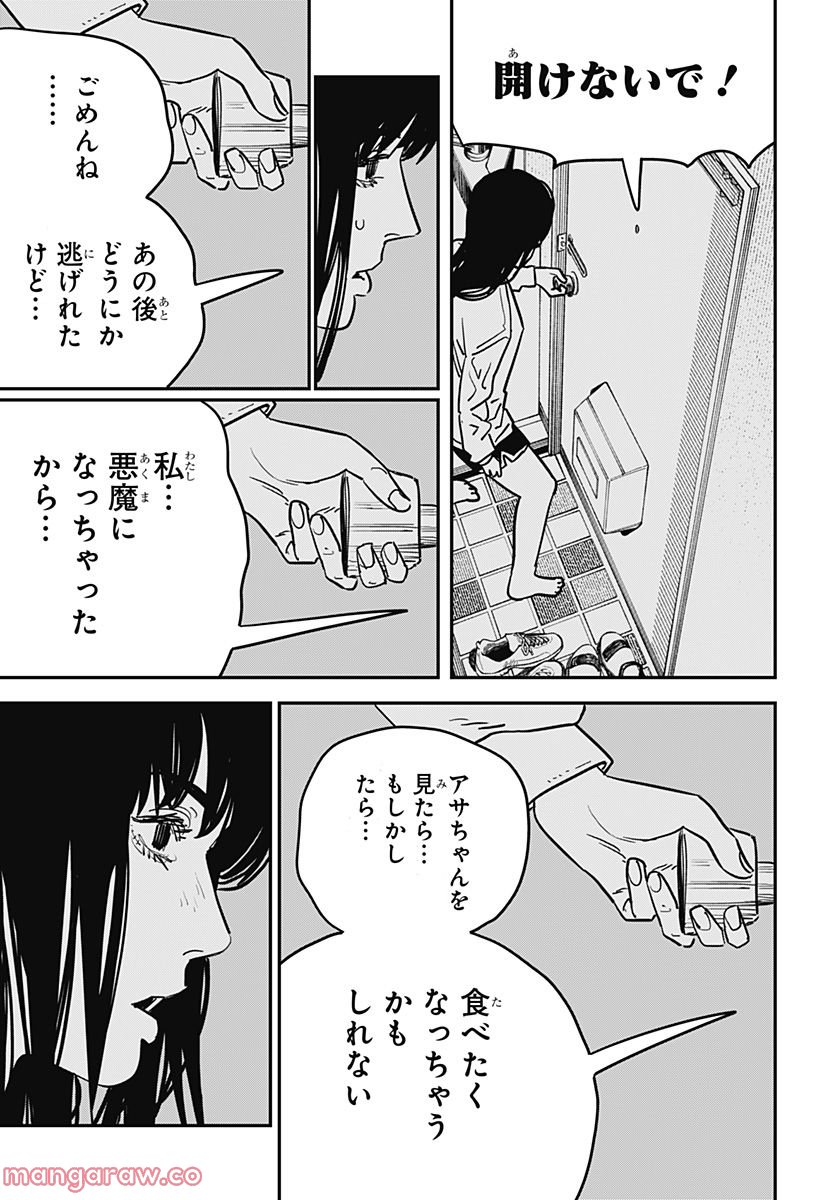 開けないで！
ごめんね
……
あの後
どうにか
逃げれた
けど…
私…
悪魔に
なっちゃった
から…
アサちゃんを
見たら…
もしかし
たら…
食べたく
なっちゃう
かも
しれない
mangaraw.co